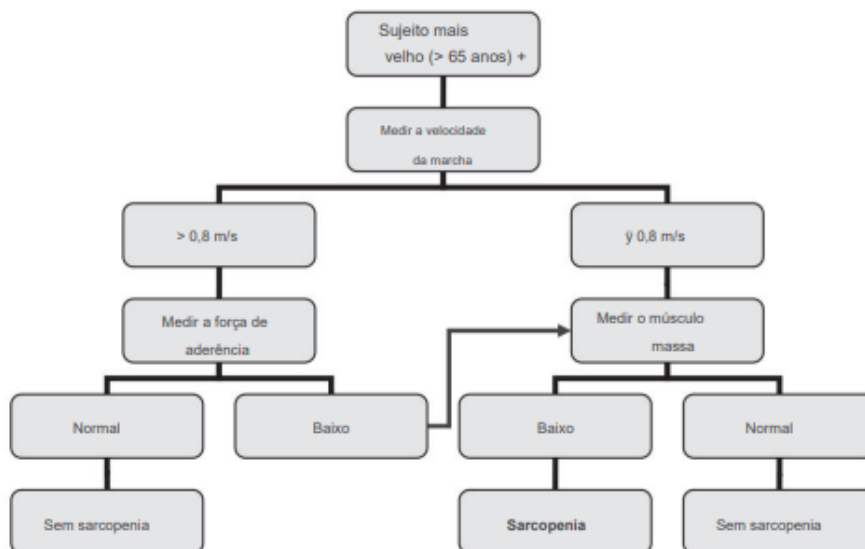 Sujeito mais
velho (> 65 anos) +
Medir a velocidade
da marcha
> 0,8 m/s
ÿ 0,8 m/s
Medir a força de
aderência
Medir o músculo
massa
Normal
Baixo
Baixo
Normal
Sem sarcopenia
Sarcopenia
Sem sarcopenia